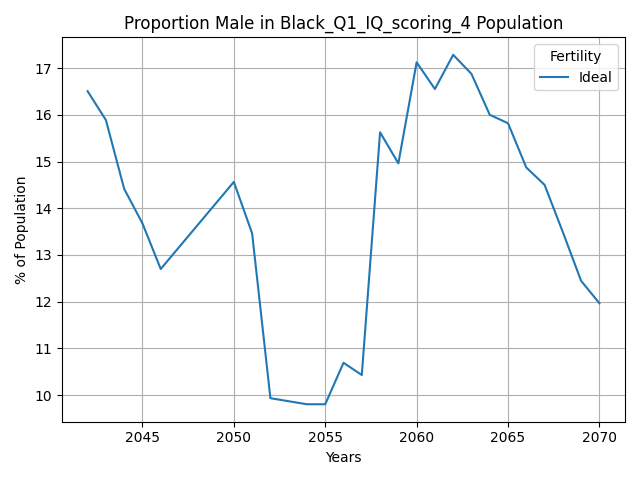 Proportion Male in Black_Q1_IQ_scoring_4 Population
Fertility
Ideal
% of Population
17
16
15
14
13
12
11
10
2045
2050
2055
2060
2065
2070
Years